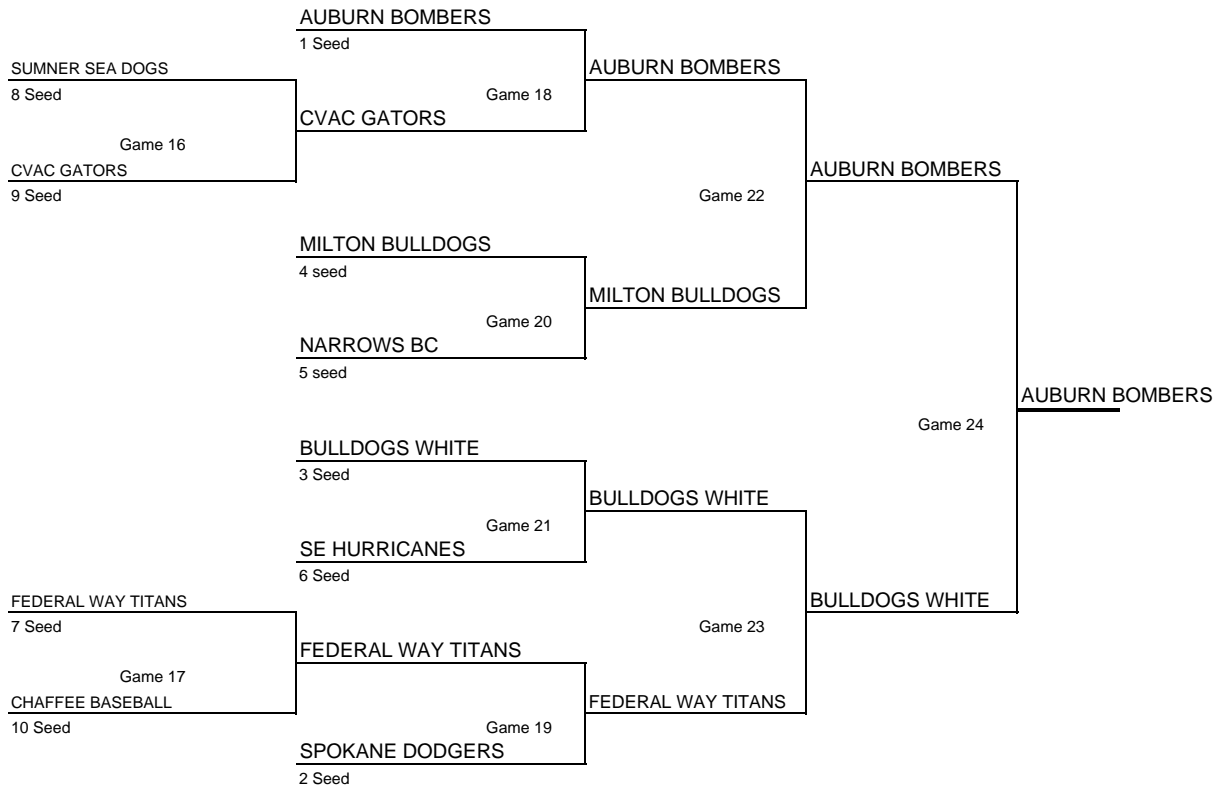 AUBURN BOMBERS
1 Seed
SUMNER SEA DOGS
AUBURN BOMBERS
8 Seed
Game 18
CVAC GATORS
Game 16
CVAC GATORS
AUBURN BOMBERS
9 Seed
Game 22
MILTON BULLDOGS
4 seed
MILTON BULLDOGS
Game 20
NARROWS BC
5 seed
AUBURN BOMBERS
Game 24
BULLDOGS WHITE
3 Seed
BULLDOGS WHITE
Game 21
SE HURRICANES
6 Seed
FEDERAL WAY TITANS
BULLDOGS WHITE
7 Seed
Game 23
FEDERAL WAY TITANS
Game 17
CHAFFEE BASEBALL
FEDERAL WAY TITANS
10 Seed
Game 19
SPOKANE DODGERS
2 Seed